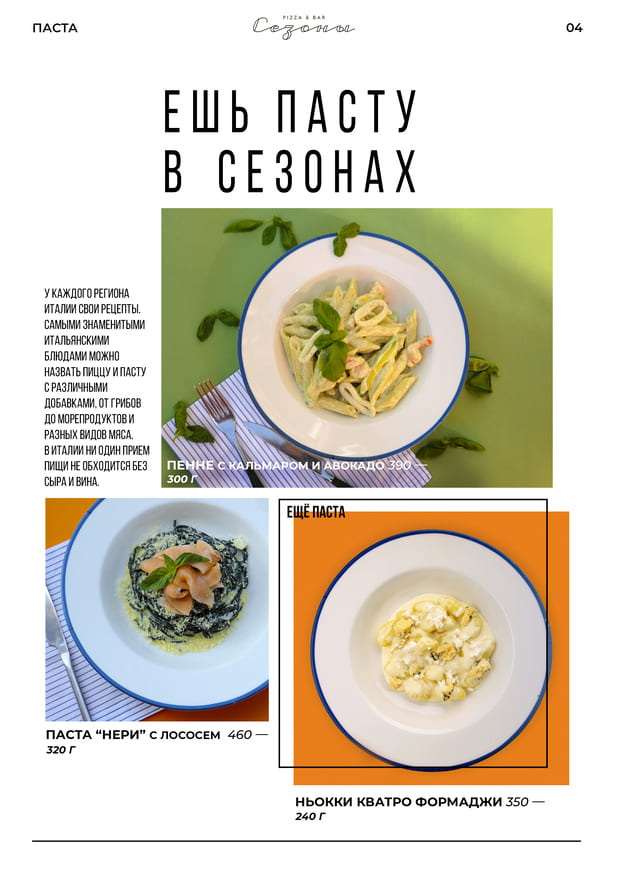 ПАСТА
PIZZA & BAR
Сезоны
04
ЕШЬ ПАСТУ
В СЕЗОНАХ
У КАЖДОГО РЕГИОНА
ИТАЛИИ СВОИ РЕЦЕПТЫ.
САМЫМИ ЗНАМЕНИТЫМИ
ИТАЛЬЯНСКИМИ
БЛЮДАМИ МОЖНО
НАЗВАТЬ ПИЦЦУ И ПАСТУ
С РАЗЛИЧНЫМИ
ДОБАВКАМИ, ОТ ГРИБОВ
ДО МОРЕПРОДУКТОВ И
РАЗНЫХ ВИДОВ МЯСА.
В ИТАЛИИ НИ ОДИН ПРИЕМ
ПИЩИ НЕ ОБХОДИТСЯ БЕЗ
СЫРА И ВИНА.
ПЕННЕ С КАЛЬМАРОМ И АВОКАДО 390 —
300 Г
ПАСТА “НЕРИ” С ЛОСОСЕМ 460 —
320 Г
ЕЩЁ ПАСТА
НЬОККИ КВАТРО ФОРМАДЖИ 350 —
240 Г